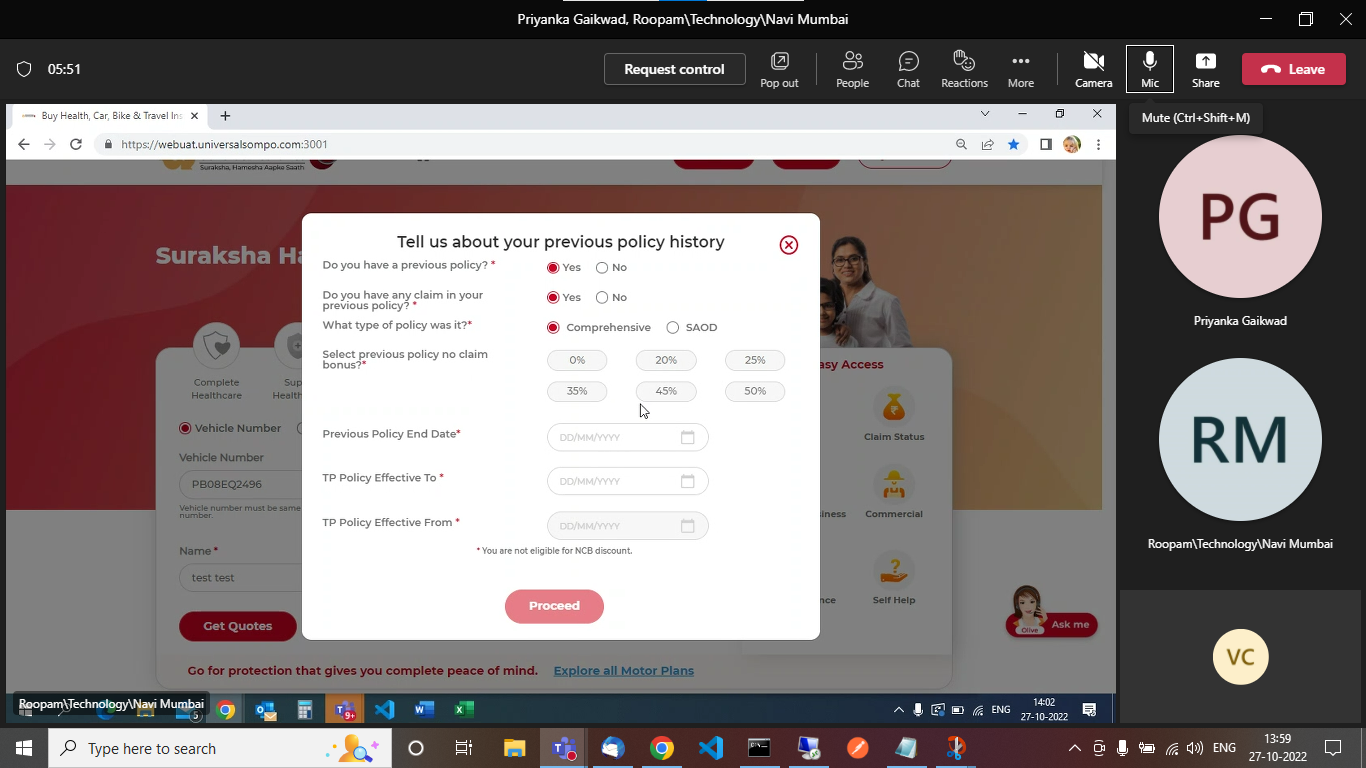 Priyanka Gaikwad, Roopam\Technology\Navi Mumbai
05:51
Request control
Pop out
People
Chat
Reactions
More
Camera
Mic
Share
Leave
Mute (Ctrl+Shift+M)
Buy Health, Car, Bike & Travel Ins
https://webuat.universalsompo.com:3001
Suraksha, Hamesha Aapke Saath
Suraksha Ha
Tell us about your previous policy history
Do you have a previous policy? *
Yes
No
Do you have any claim in your
previous policy? *
Yes
No
What type of policy was it?*
Comprehensive
SAOD
Select previous policy no claim
bonus?*
0%
20%
25%
35%
45%
50%
Previous Policy End Date*
DD/MM/YYYY
TP Policy Effective To *
DD/MM/YYYY
TP Policy Effective From *
DD/MM/YYYY
* You are not eligible for NCB discount.
Proceed
Complete
Healthcare
Sup
Health
Vehicle Number
Vehicle Number
PB08EQ2496
Vehicle number must be same
number.
Name *
test test
Get Quotes
asy Access
Claim Status
iness
Commercial
nce
Self Help
Olive
Ask me
Go for protection that gives you complete peace of mind.
Explore all Motor Plans
PG
Priyanka Gaikwad
RM
Roopam\Technology\Navi Mumbai
VC
Roopam\Technology\Navi Mumbai
5
9+
ENG
14:02
27-10-2022
Type here to search
ENG
13:59
27-10-2022